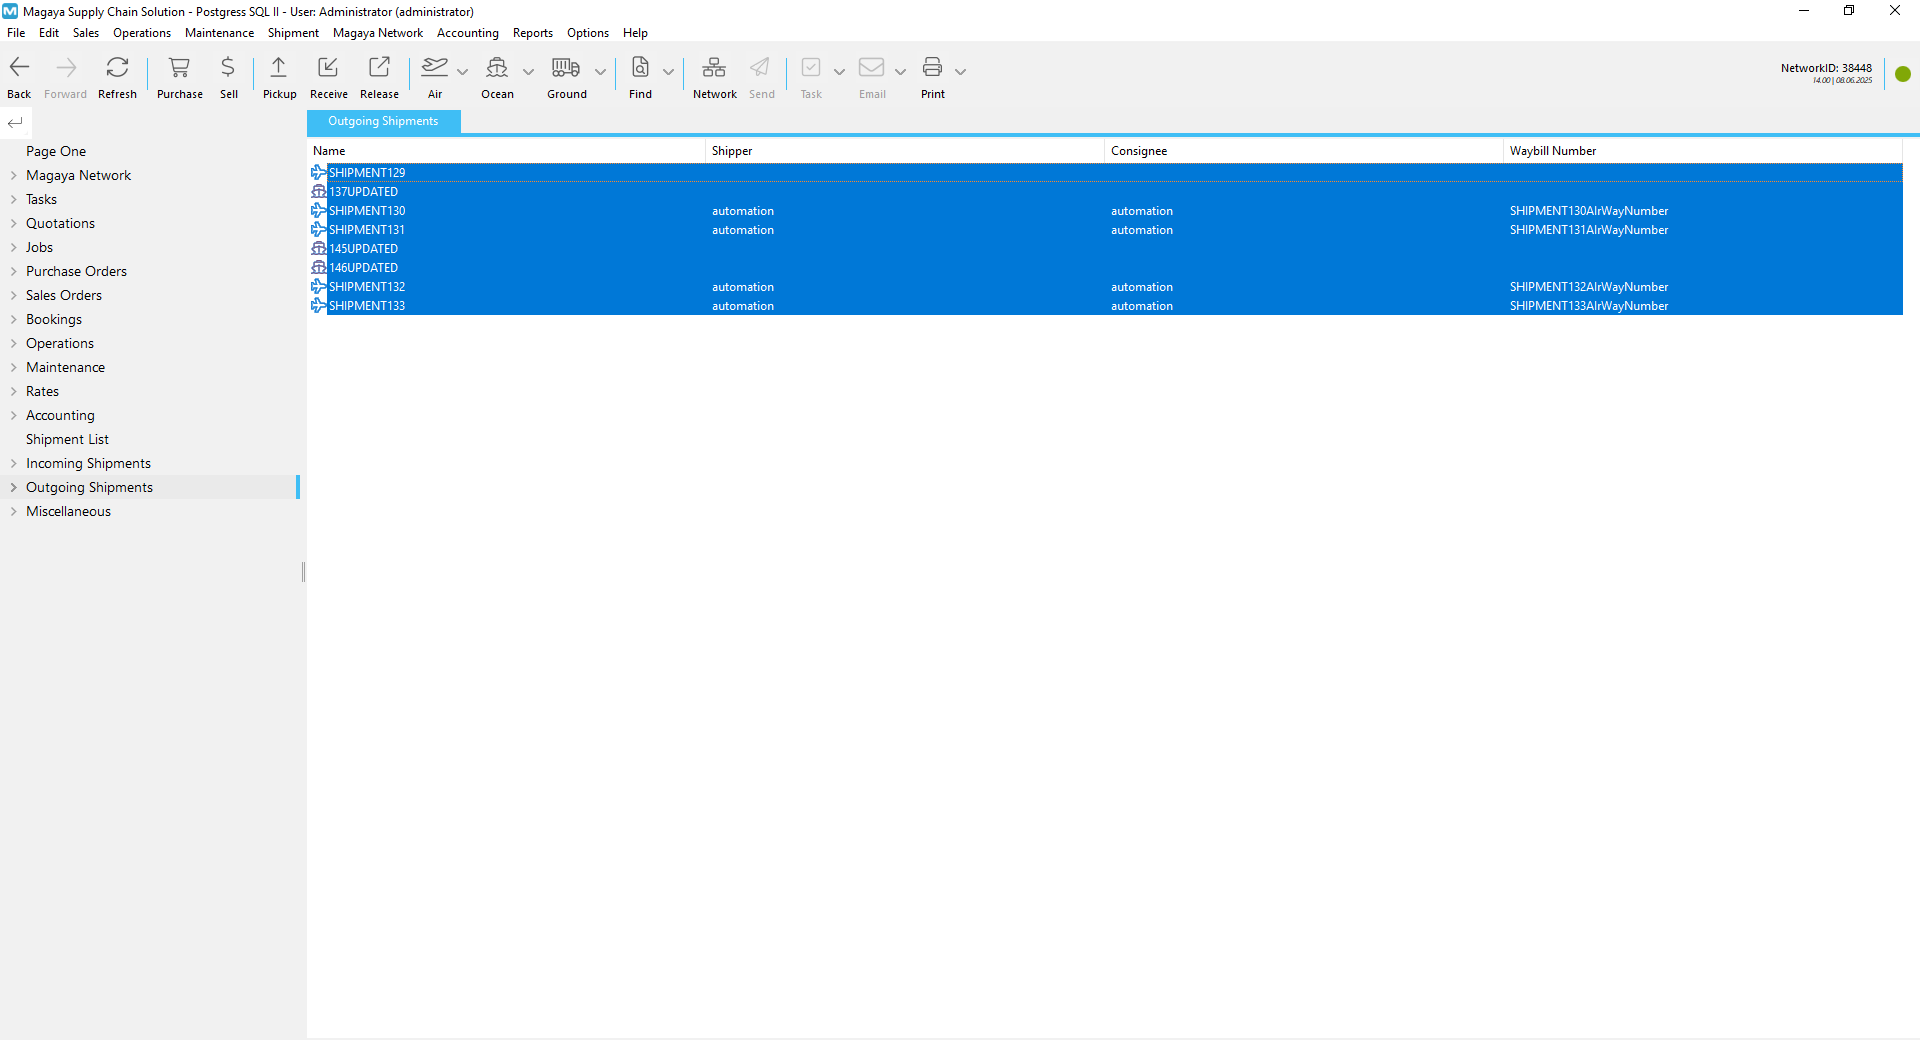 Magaya Supply Chain Solution - Postgress SQL II - User: Administrator (administrator)
File Edit Sales Operations Maintenance Shipment Magaya Network Accounting Reports Options Help
Back Forward Refresh Purchase Sell Pickup Receive Release Air Ocean Ground Find Network Send Task Email Print
NetworkID: 38448
14.00 | 08.06.2025
Page One
Magaya Network
Tasks
Quotations
Jobs
Purchase Orders
Sales Orders
Bookings
Operations
Maintenance
Rates
Accounting
Shipment List
Incoming Shipments
Outgoing Shipments
Miscellaneous
Outgoing Shipments
Name Shipper Consignee Waybill Number
SHIPMENT129
137UPDATED
SHIPMENT130 automation automation SHIPMENT130AIrWayNumber
SHIPMENT131 automation automation SHIPMENT131AIrWayNumber
145UPDATED
146UPDATED
SHIPMENT132 automation automation SHIPMENT132AIrWayNumber
SHIPMENT133 automation automation SHIPMENT133AIrWayNumber